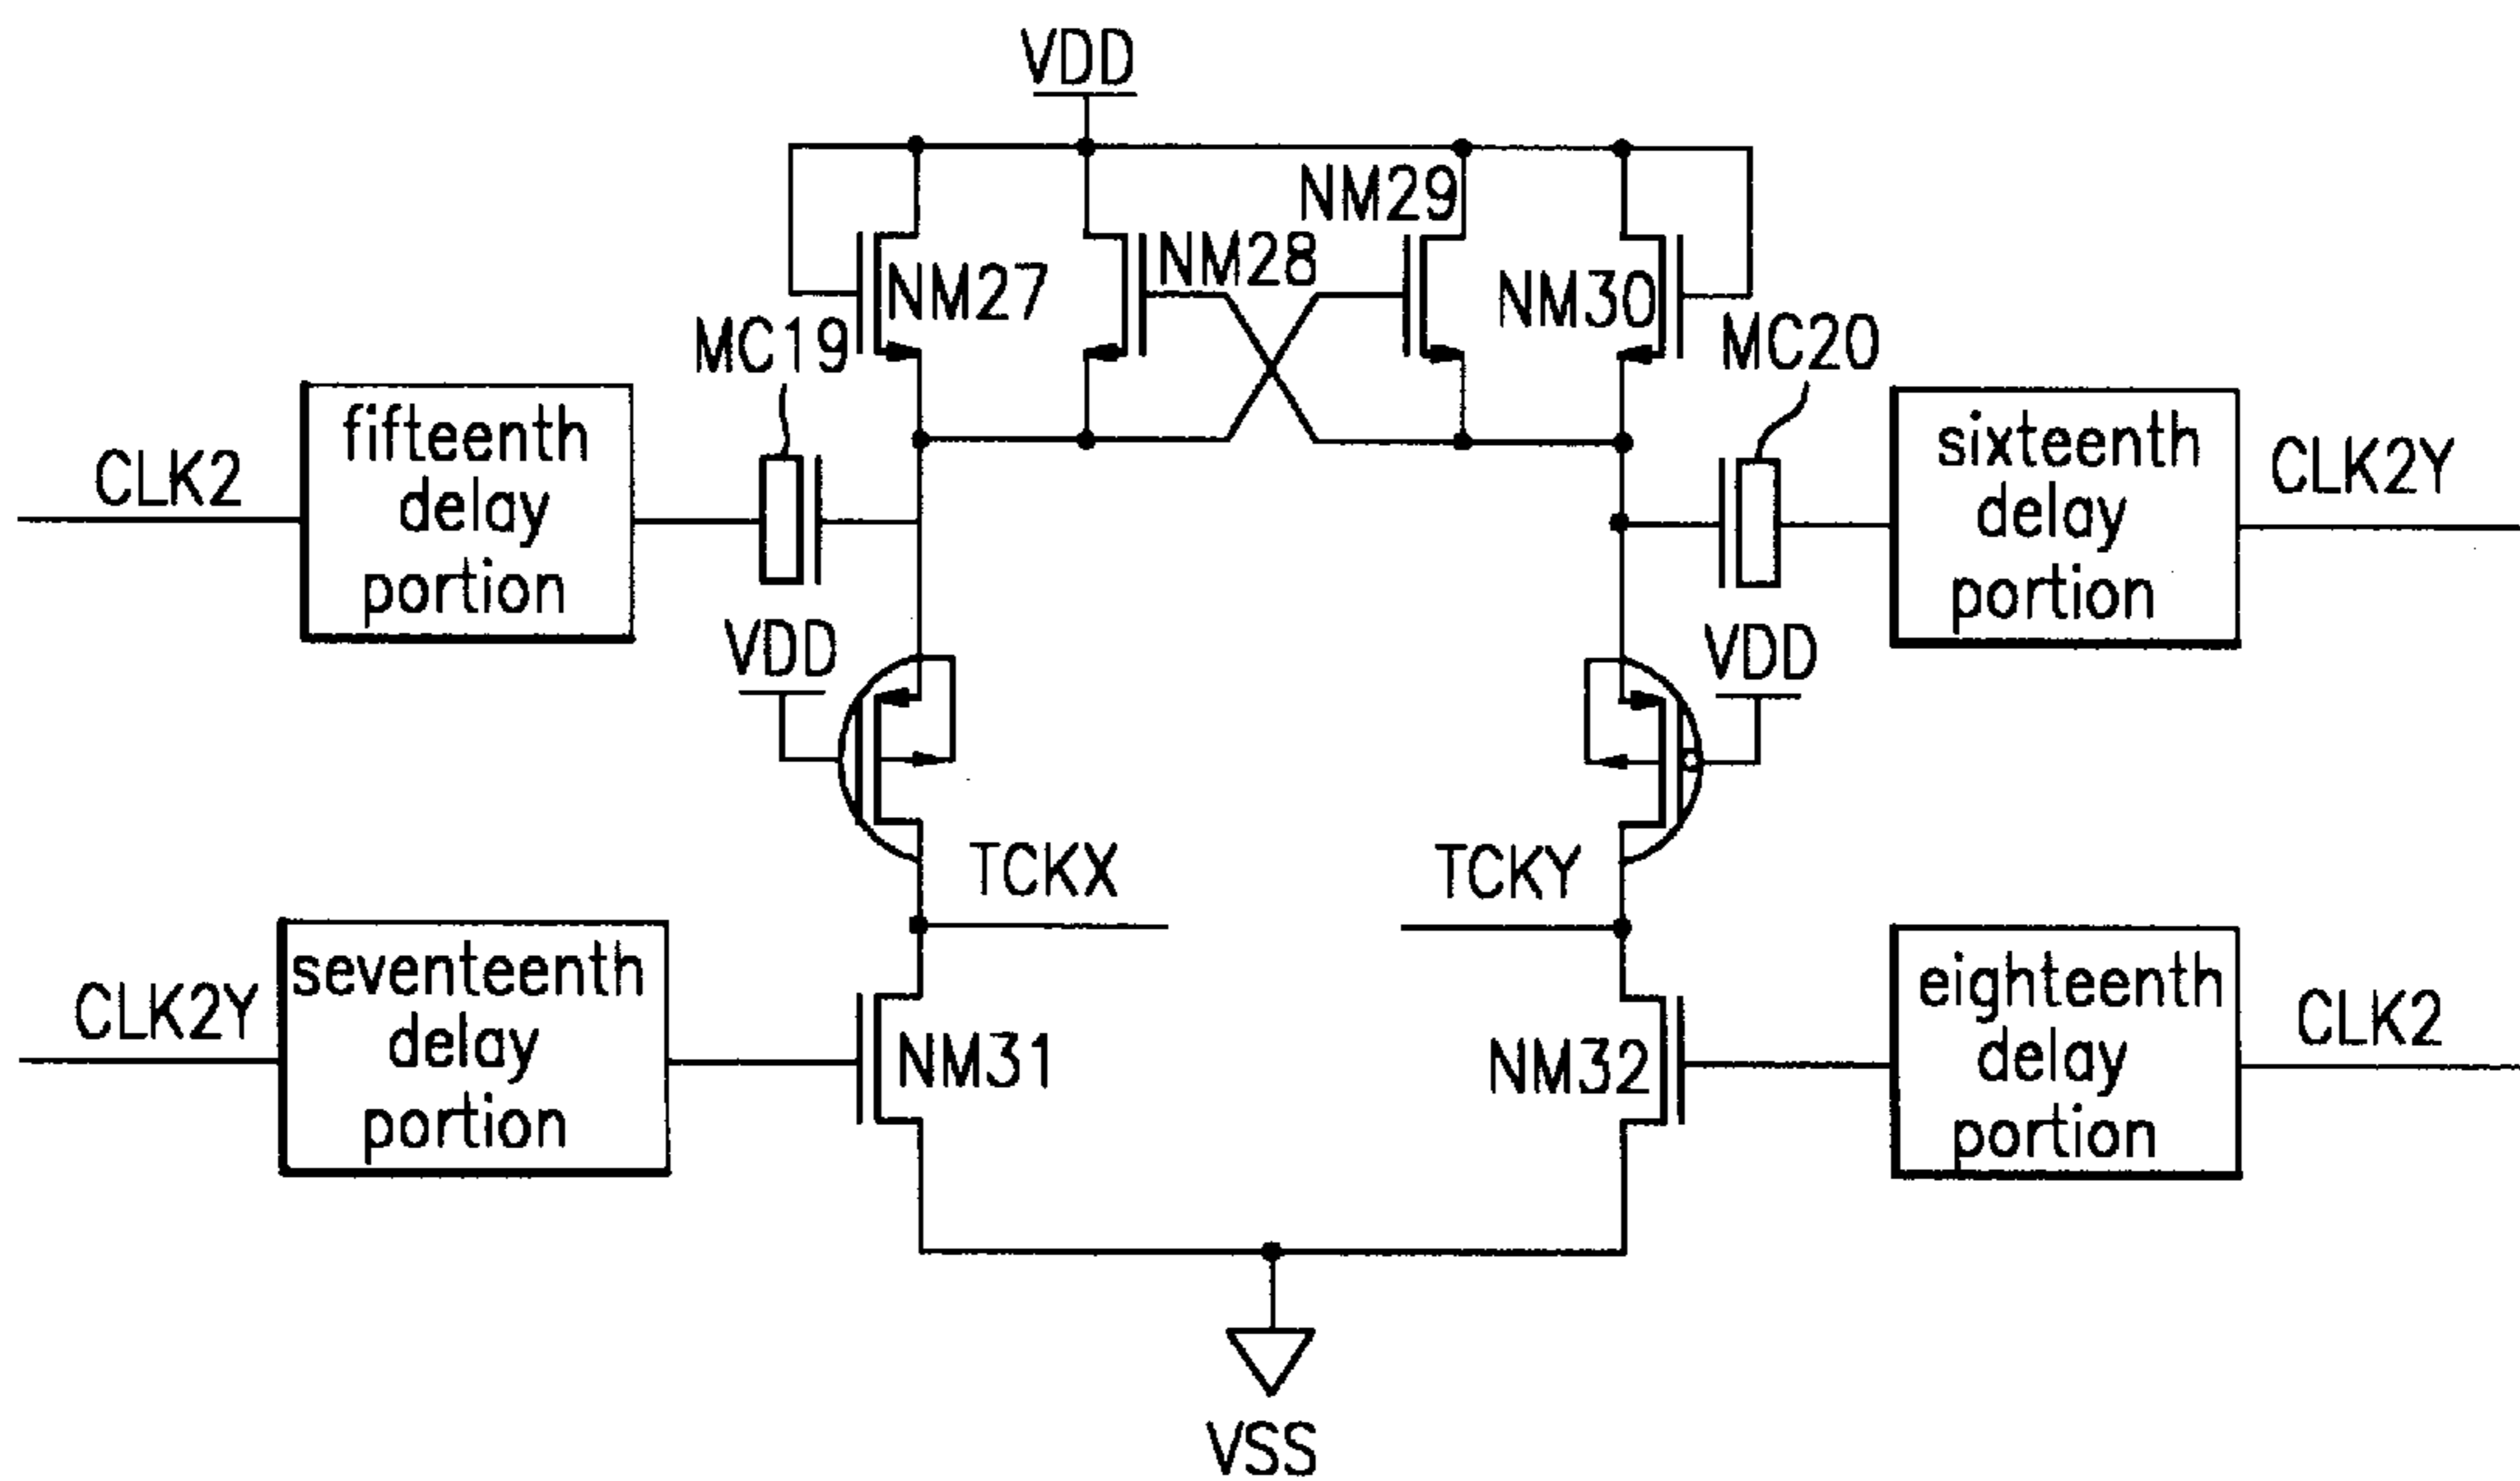 VDD
NM29
NM28
NM27
NM30
MC19
MC20
CLK2
fifteenth
delay
portion
sixteenth
delay
portion
CLK2Y
VDD
VDD
TCKX
TCKY
CLK2Y
seventeenth
delay
portion
NM31
NM32
eighteenth
delay
portion
CLK2
VSS